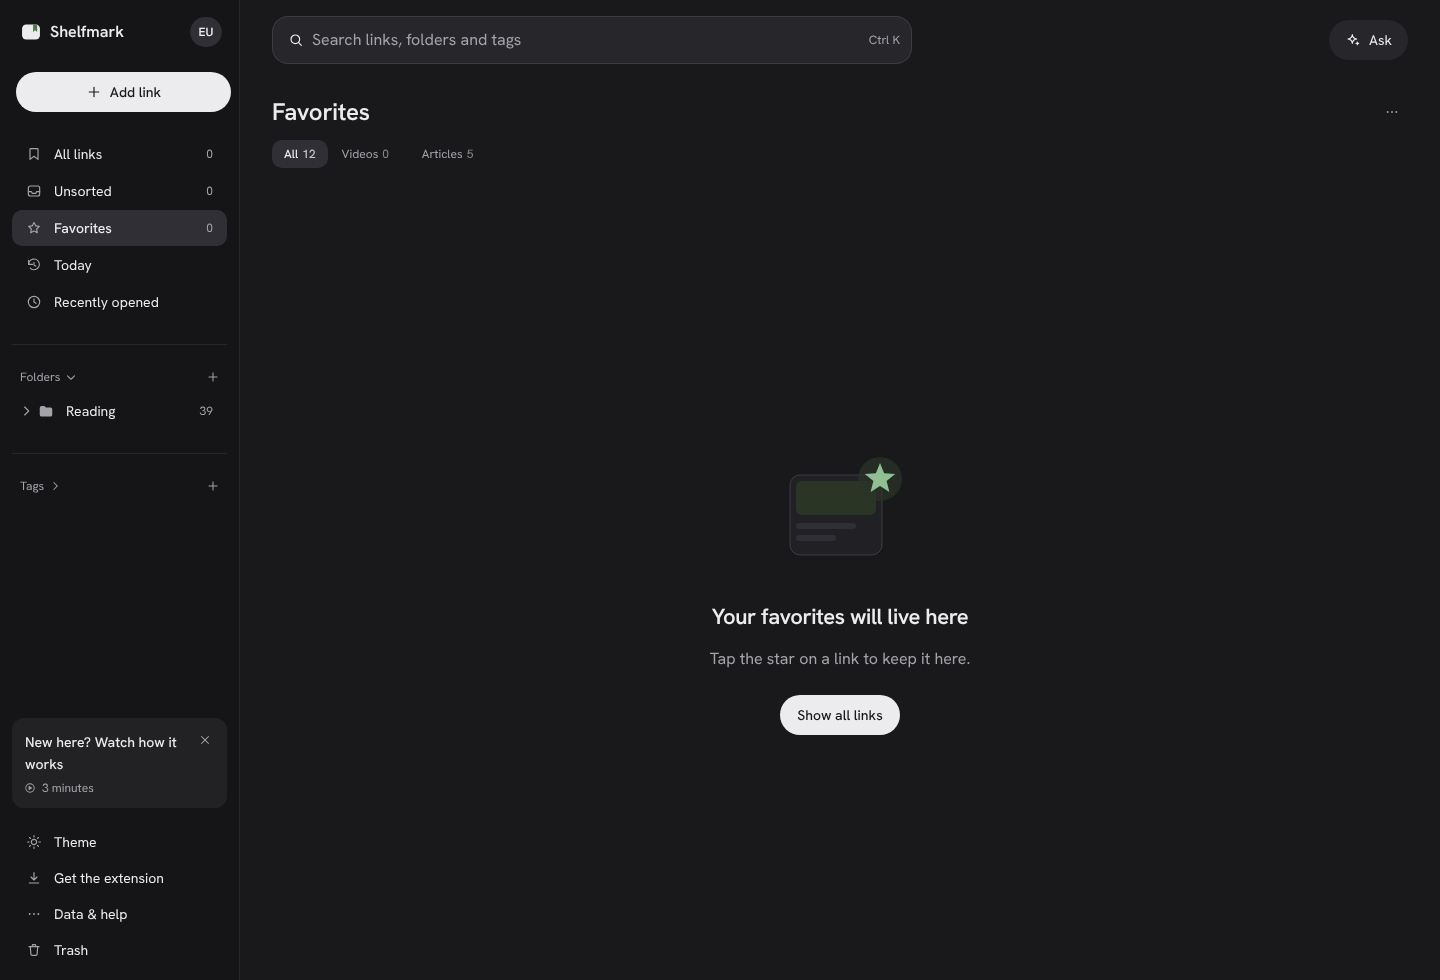 Shelfmark
EU
Add link
All links 0
Unsorted 0
Favorites 0
Today
Recently opened
Folders
Reading 39
Tags
New here? Watch how it
works
3 minutes
Theme
Get the extension
Data & help
Trash
Search links, folders and tags Ctrl K
Ask
Favorites
All 12 Videos 0 Articles 5
Your favorites will live here
Tap the star on a link to keep it here.
Show all links